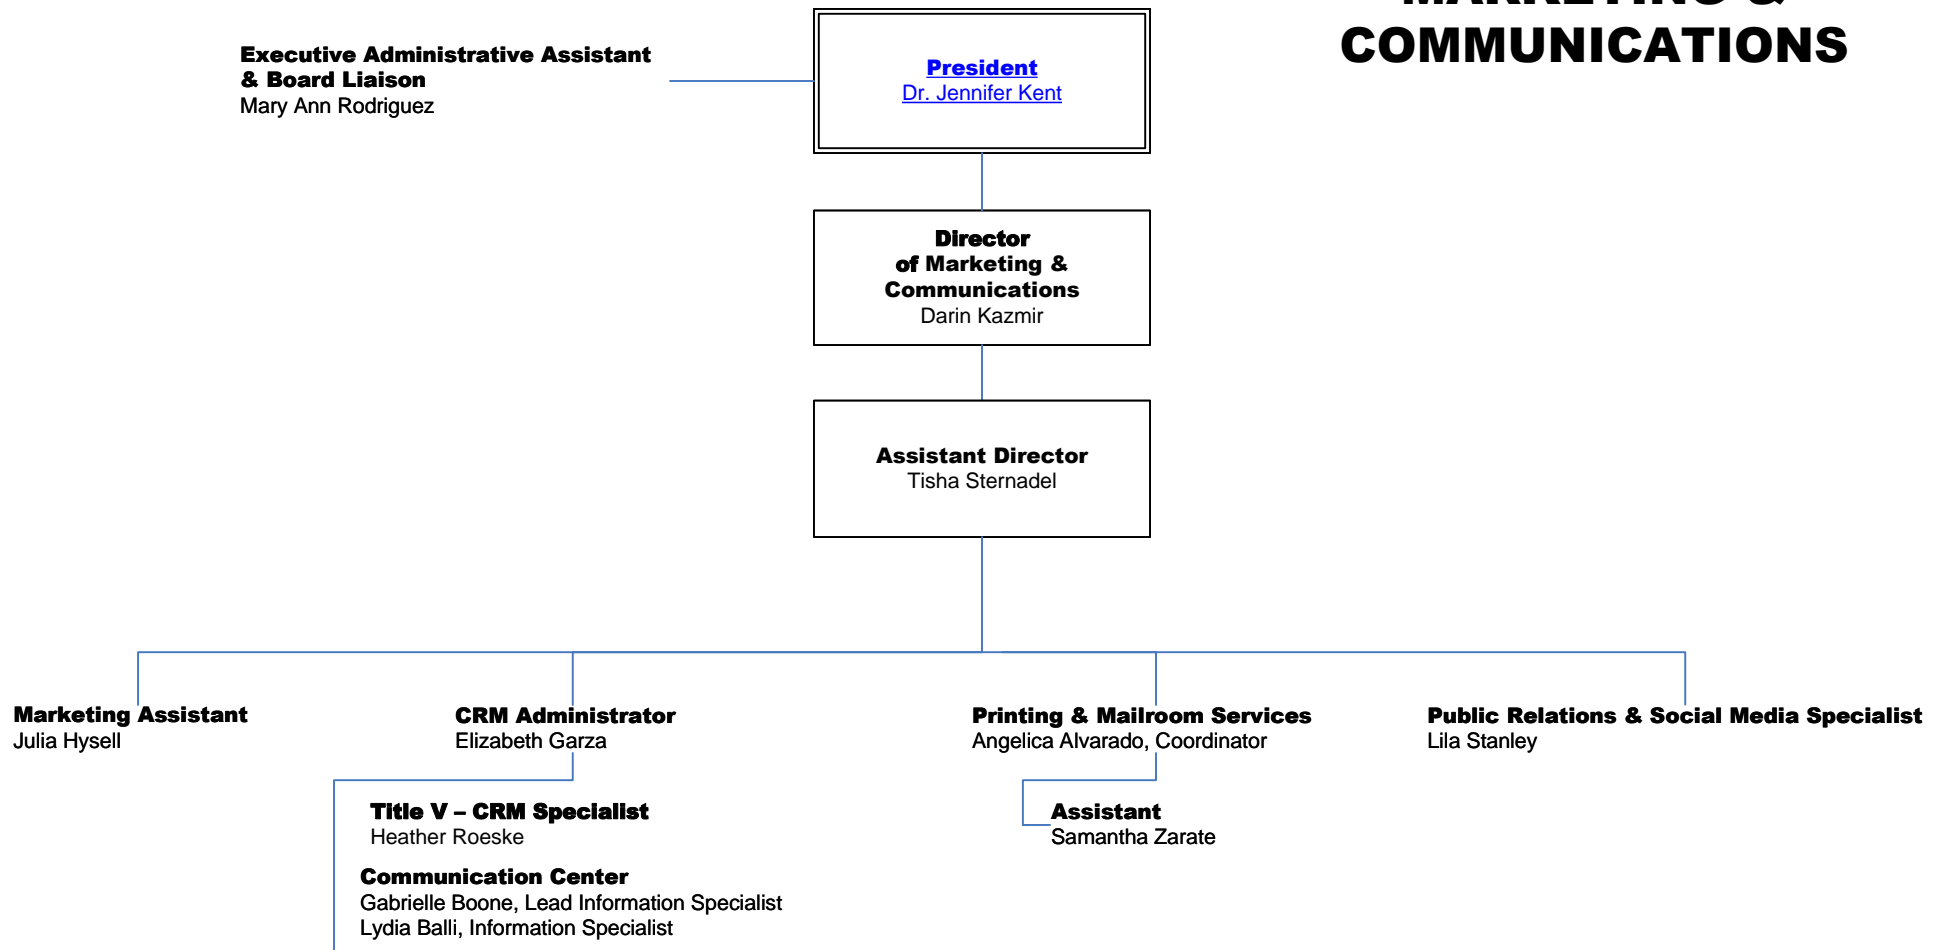 MARKETING &
COMMUNICATIONS
Executive Administrative Assistant
& Board Liaison
Mary Ann Rodriguez
President
Dr. Jennifer Kent
Director
of Marketing &
Communications
Darin Kazmir
Assistant Director
Tisha Sternadel
Marketing Assistant
Julia Hysell
CRM Administrator
Elizabeth Garza
Title V – CRM Specialist
Heather Roeske
Communication Center
Gabrielle Boone, Lead Information Specialist
Lydia Balli, Information Specialist
Printing & Mailroom Services
Angelica Alvarado, Coordinator
Assistant
Samantha Zarate
Public Relations & Social Media Specialist
Lila Stanley